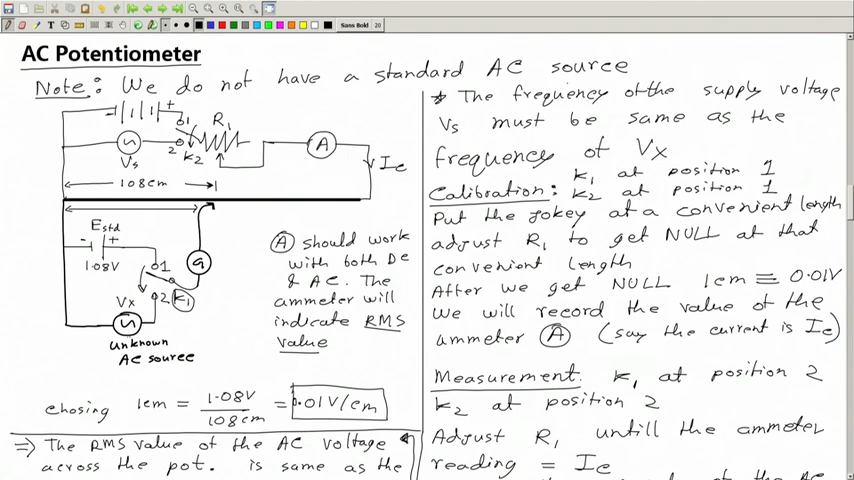 Sans Bold 20
AC Potentiometer
Note: We do not have a standard AC source
+ 1
R1
2
K2
Vs
A
Ic
108cm
Estd
- +
1.08V
1
G
Vx
2 K1
unknown
AC source
A should work
with both DC
& AC. The
ammeter will
indicate RMS
value
chosing 1cm = 1.08V / 108cm = 0.01V/cm
⇒ The RMS value of the AC voltage
across the pot. is same as the
* The frequency of the supply voltage
Vs must be same as the
frequency of Vx
K1 at position 1
Calibration: K2 at position 1
Put the jokey at a convenient length
adjust R1 to get NULL at that
convenient length
After we get NULL 1cm ≡ 0.01V
We will record the value of the
ammeter A (say the current is Ic)
Measurement. K1 at position 2
K2 at position 2
Adjust R1 untill the ammeter
reading = Ic